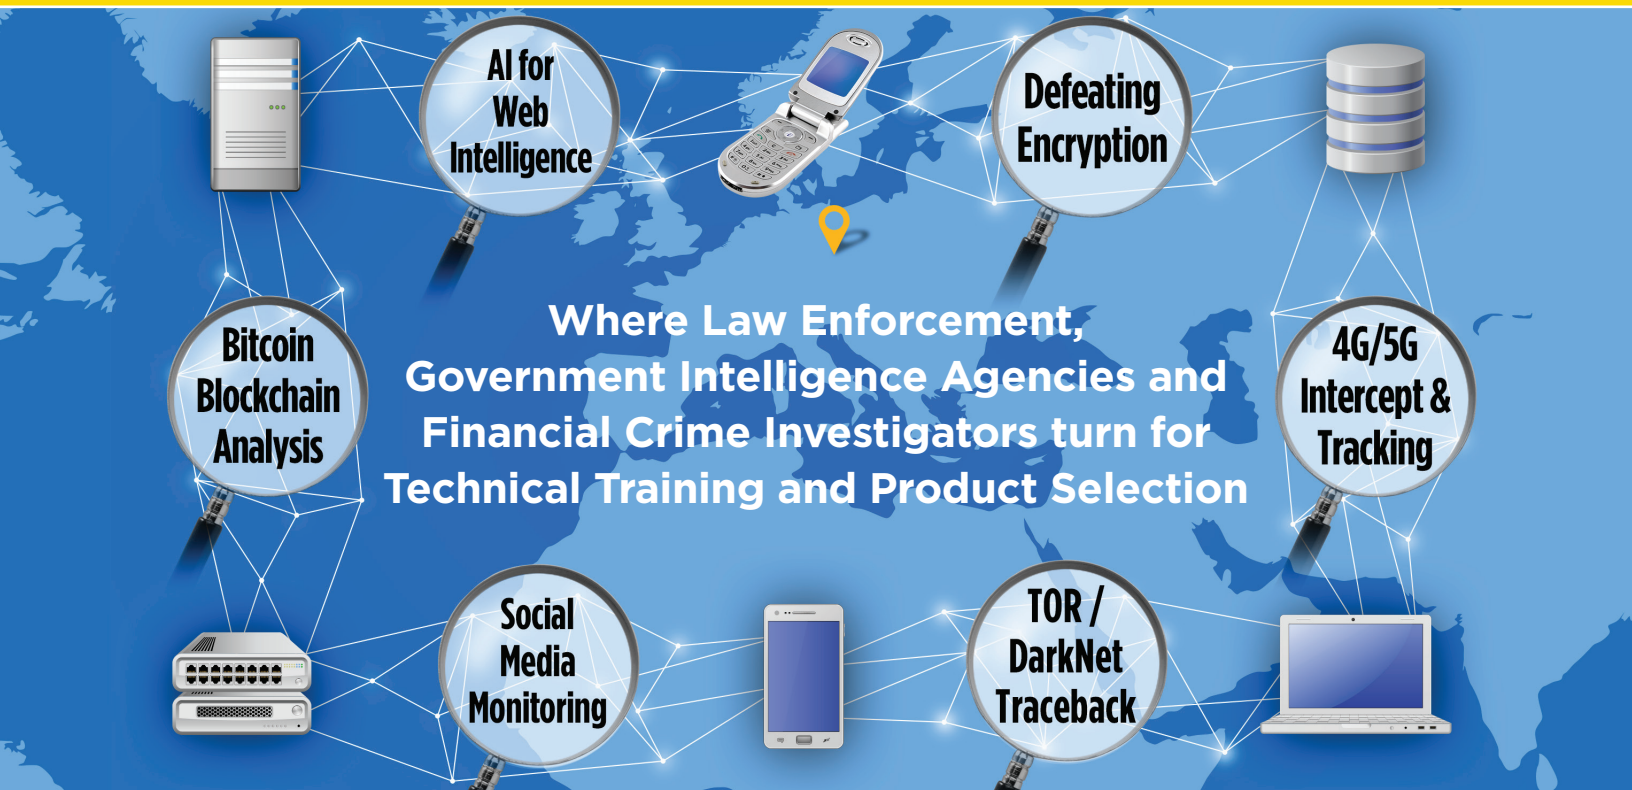 AI for
Web
Intelligence
Defeating
Encryption
Where Law Enforcement,
Government Intelligence Agencies and
Financial Crime Investigators turn for
Technical Training and Product Selection
Bitcoin
Blockchain
Analysis
4G/5G
Intercept &
Tracking
Social
Media
Monitoring
TOR /
DarkNet
Traceback